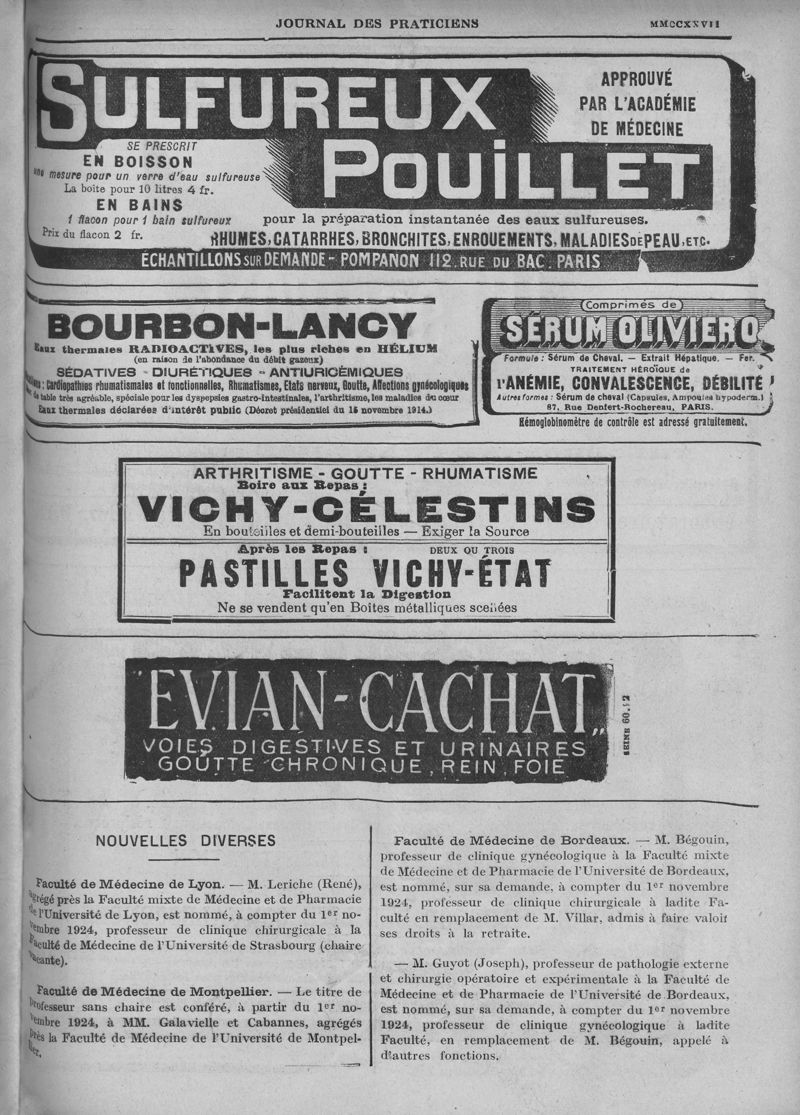 JOURNAL DES PRATICIENS
MMCCXXVII
SULFUREUX
POUILLET
APPROUVÉ
PAR L'ACADÉMIE
DE MÉDECINE
SE PRESCRIT
EN BOISSON
une mesure pour un verre d'eau sulfureuse
La boite pour 10 litres 4 fr.
EN BAINS
1 flacon pour 1 bain sulfureux
Prix du flacon 2 fr.
pour la préparation instantanée des eaux sulfureuses.
RHUMES, CATARRHES, BRONCHITES, ENROUEMENTS, MALADIES DE PEAU, ETC.
ÉCHANTILLONS SUR DEMANDE - POMPANON 112. RUE DU BAC. PARIS
BOURBON-LANCY
Eaux thermales RADIOACTIVES, les plus riches en HÉLIUM
(en raison de l'abondance du débit gazeux)
SÉDATIVES - DIURÉTIQUES - ANTIURICÉMIQUES
: Cardiopathies rhumatismales et fonctionnelles, Rhumatismes, Etats nerveux, Goutte, Affections gynécologiques
de table très agréable, spéciale pour les dyspepsies gastro-intestinales, l'arthritisme, les maladies du cœur
Eaux thermales déclarées d'intérêt public (Décret présidentiel du 15 novembre 1914.)
Comprimés de
SÉRUM OLIVIERO
Formule : Sérum de Cheval. — Extrait Hépatique. — Fer.
TRAITEMENT HÉROÏQUE de
l'ANÉMIE, CONVALESCENCE, DÉBILITÉ
Autres formes : Sérum de cheval (Capsules, Ampoules hypoderm.)
67, Rue Denfert-Rochereau, PARIS.
Hémoglobinomètre de contrôle est adressé gratuitement.
ARTHRITISME - GOUTTE - RHUMATISME
Boire aux Repas :
VICHY-CÉLESTINS
En bouteilles et demi-bouteilles — Exiger la Source
Après les Repas : DEUX OU TROIS
PASTILLES VICHY-ÉTAT
Facilitent la Digestion
Ne se vendent qu'en Boites métalliques scellées
"EVIAN-CACHAT"
VOIES DIGESTIVES ET URINAIRES
GOUTTE CHRONIQUE, REIN, FOIE
SEINE 60.12
NOUVELLES DIVERSES
Faculté de Médecine de Lyon. — M. Leriche (René),
agrégé près la Faculté mixte de Médecine et de Pharmacie
de l'Université de Lyon, est nommé, à compter du 1er no-
vembre 1924, professeur de clinique chirurgicale à la
Faculté de Médecine de l'Université de Strasbourg (chaire
vacante).
Faculté de Médecine de Montpellier. — Le titre de
professeur sans chaire est conféré, à partir du 1er no-
vembre 1924, à MM. Galavielle et Cabannes, agrégés
près la Faculté de Médecine de l'Université de Montpel-
lier.
Faculté de Médecine de Bordeaux. — M. Bégouin,
professeur de clinique gynécologique à la Faculté mixte
de Médecine et de Pharmacie de l'Université de Bordeaux,
est nommé, sur sa demande, à compter du 1er novembre
1924, professeur de clinique chirurgicale à ladite Fa-
culté en remplacement de M. Villar, admis à faire valoir
ses droits à la retraite.
— M. Guyot (Joseph), professeur de pathologie externe
et chirurgie opératoire et expérimentale à la Faculté de
Médecine et de Pharmacie de l'Université de Bordeaux,
est nommé, sur sa demande, à compter du 1er novembre
1924, professeur de clinique gynécologique à ladite
Faculté, en remplacement de M. Bégouin, appelé à
d'autres fonctions.